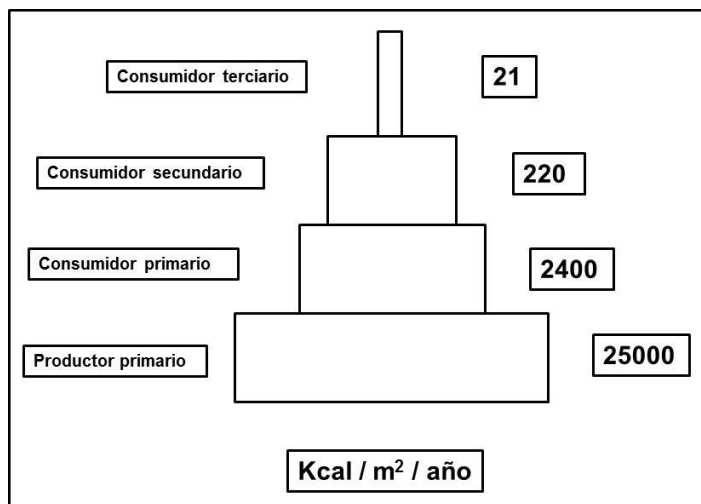 Consumidor terciario
21
Consumidor secundario
220
Consumidor primario
2400
Productor primario
25000
Kcal / m² / año